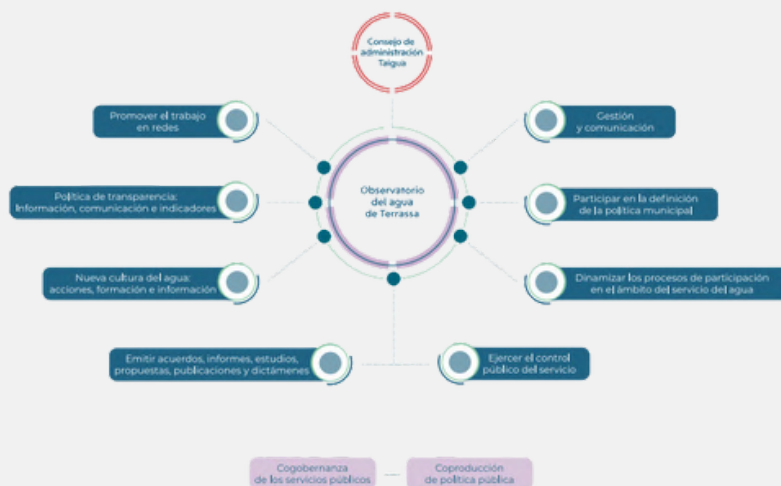 Consejo de
administración
Taigua
Promover el trabajo
en redes
Gestión
y comunicación
Política de transparencia:
Información, comunicación e indicadores
Observatorio
del agua
de Terrassa
Participar en la definición
de la política municipal
Nueva cultura del agua:
acciones, formación e información
Dinamizar los procesos de participación
en el ámbito del servicio del agua
Emitir acuerdos, informes, estudios,
propuestas, publicaciones y dictámenes
Ejercer el control
público del servicio
Cogobernanza
de los servicios públicos
Coproducción
de política pública